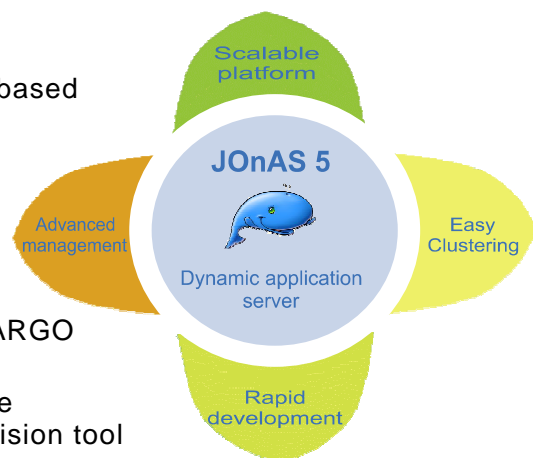 Scalable
platform
based
JOnAS 5
Advanced
management
Easy
Clustering
Dynamic application
server
ARGO
Rapid
development
e
ision tool